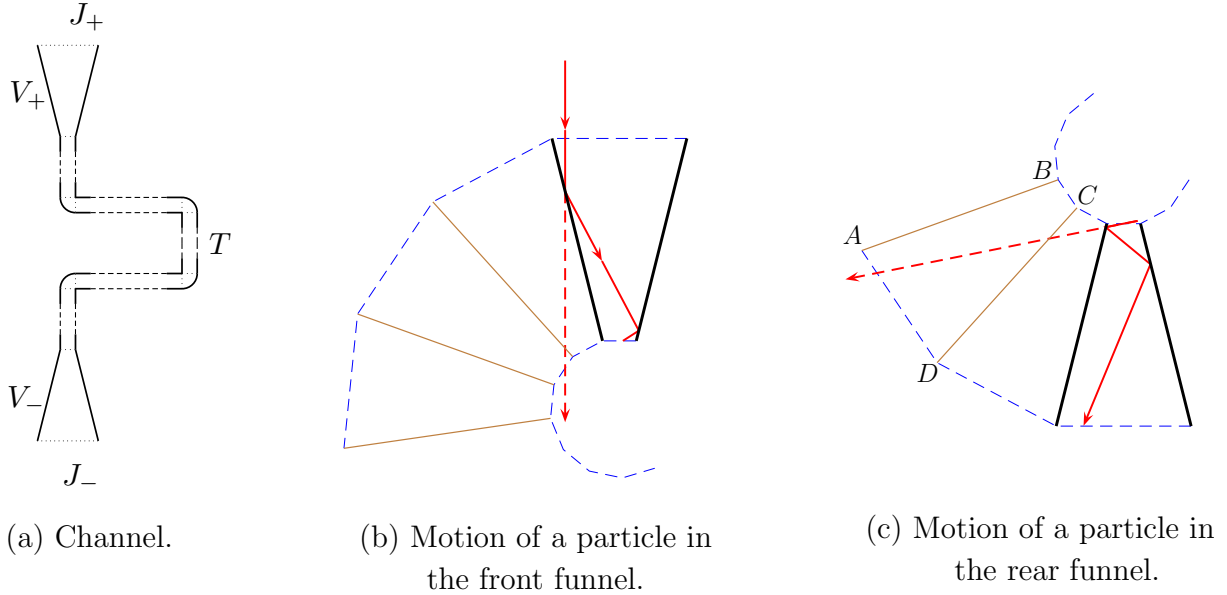 J₊
V₊
T
V₋
J₋
(a) Channel.
(b) Motion of a particle in
the front funnel.
A
B
C
D
(c) Motion of a particle in
the rear funnel.